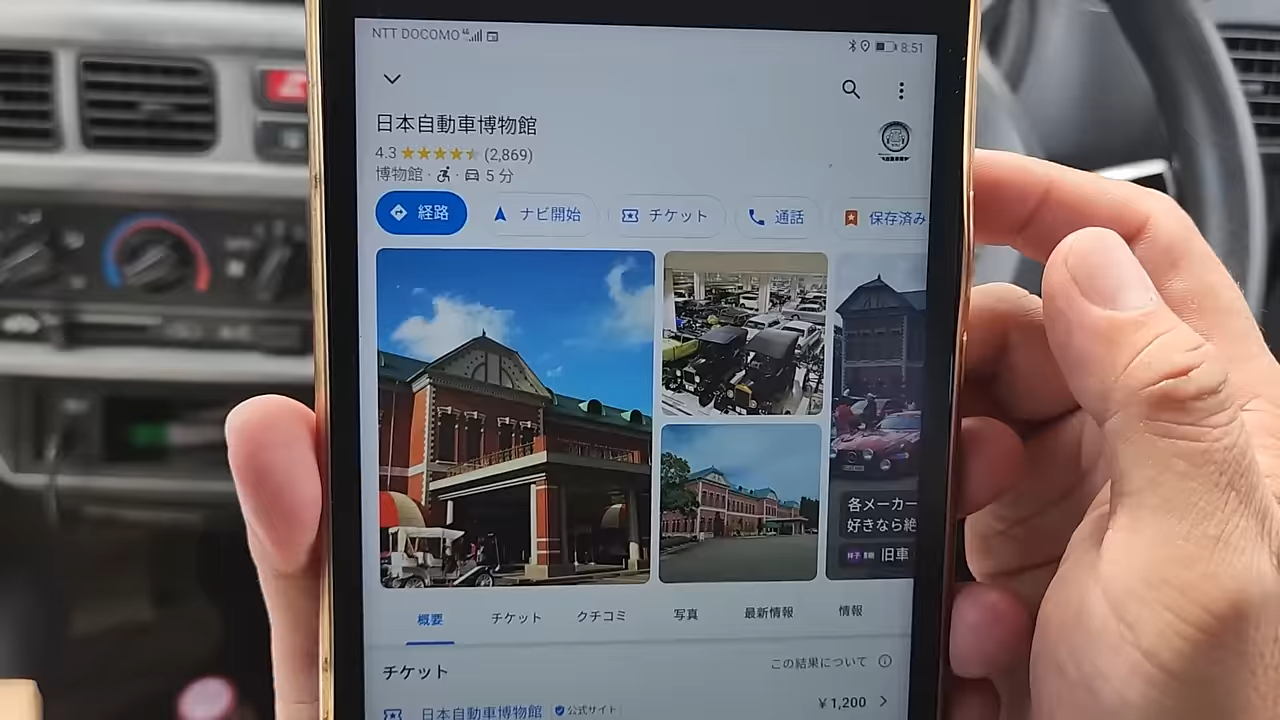 NTT DOCOMO 8:51
日本自動車博物館
4.3 (2,869)
博物館 · 5 分
経路
ナビ開始
チケット
通話
保存済み
各メーカー
好きなら絶
旧車
概要
チケット
クチコミ
写真
最新情報
情報
チケット
この結果について
日本自動車博物館
公式サイト
¥1,200